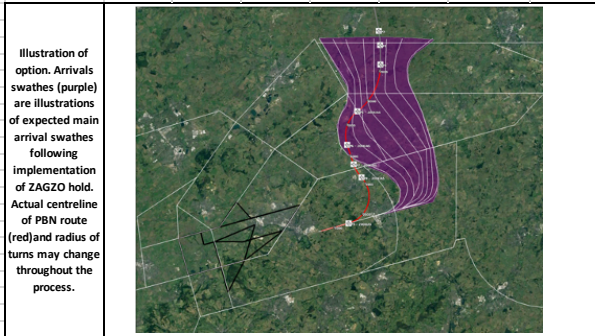 Illustration of
option. Arrivals
swathes (purple)
are illustrations
of expected main
arrival swathes
following
implementation
of ZAGZO hold.
Actual centreline
of PBN route
(red)and radius of
turns may change
throughout the
process.